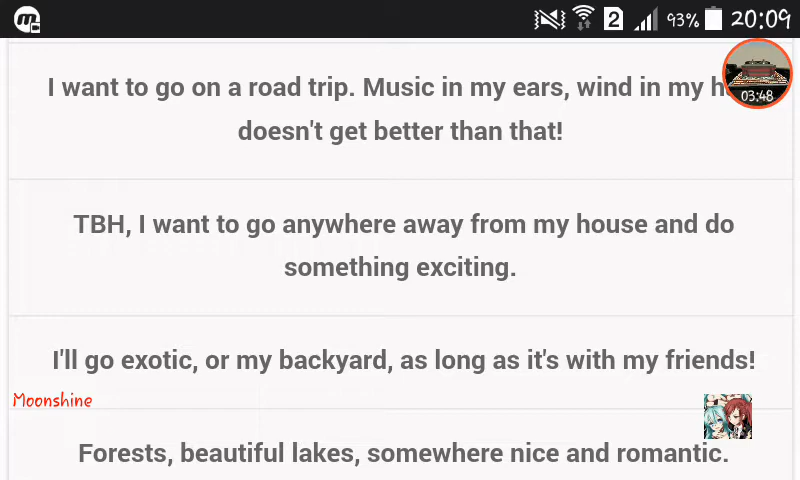 2 93% 20:09
I want to go on a road trip. Music in my ears, wind in my
03:48
doesn't get better than that!
TBH, I want to go anywhere away from my house and do
something exciting.
I'll go exotic, or my backyard, as long as it's with my friends!
Moonshine
Forests, beautiful lakes, somewhere nice and romantic.